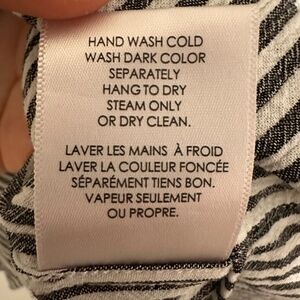 HAND WASH COLD
WASH DARK COLOR
SEPARATELY
HANG TO DRY
STEAM ONLY
OR DRY CLEAN.
LAVER LES MAINS À FROID
LAVER LA COULEUR FONCÉE
SÉPARÉMENT TIENS BON.
VAPEUR SEULEMENT
OU PROPRE.